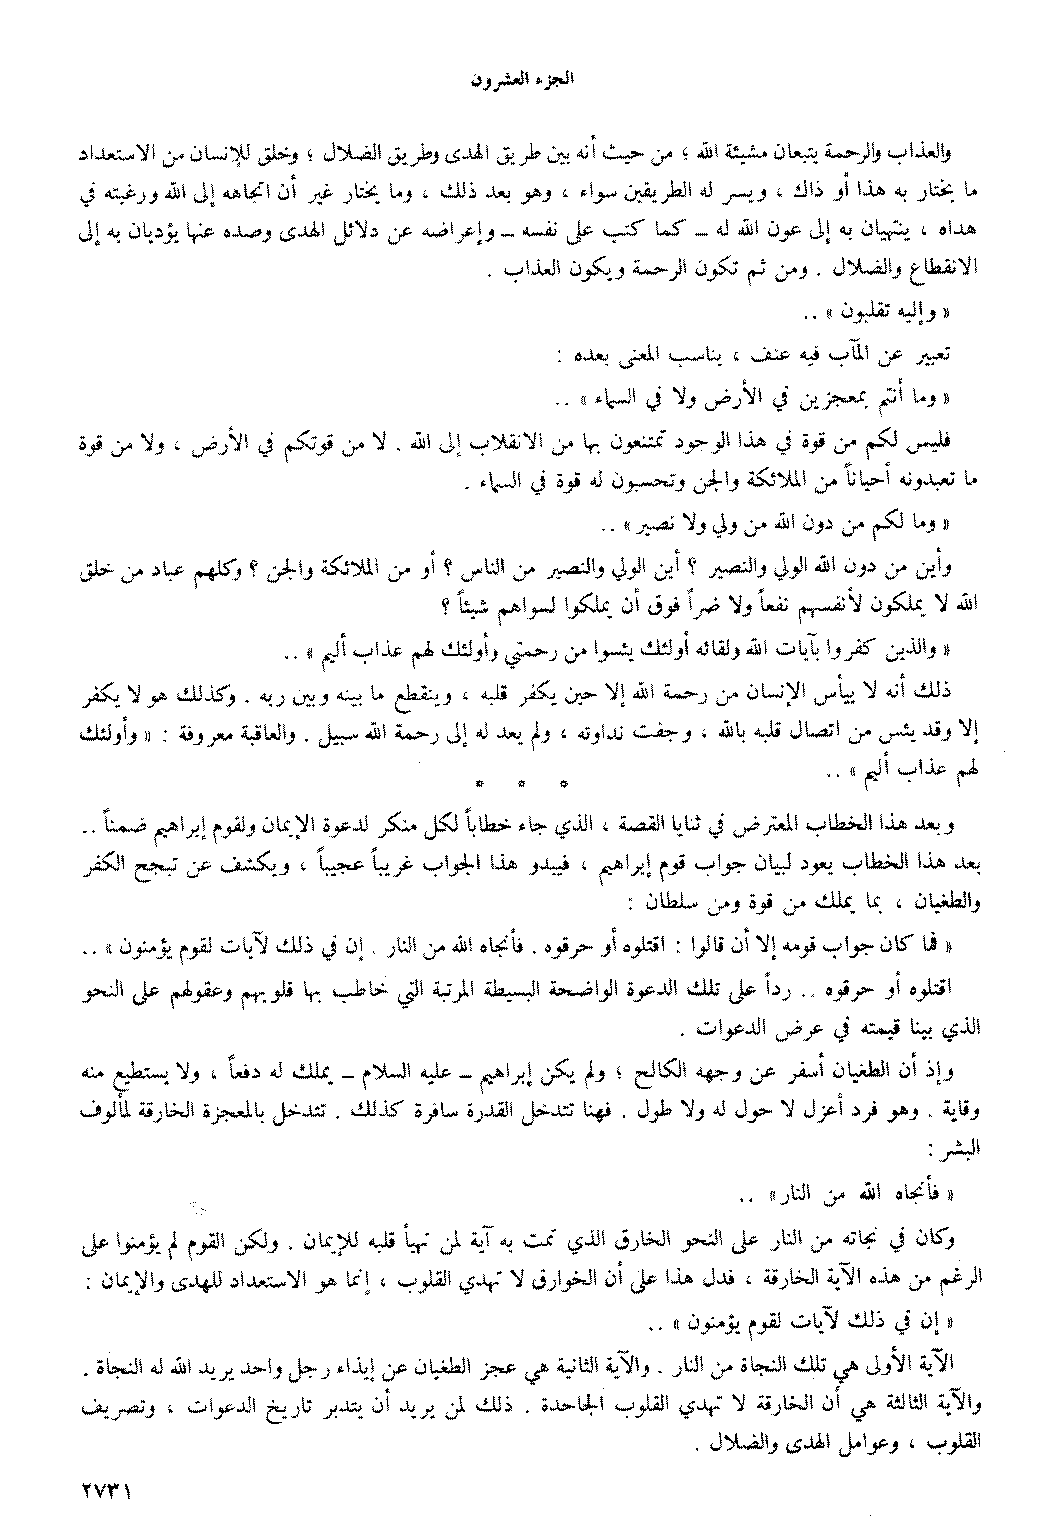 الجزء العشرون
والعذاب والرحمة يتبعان مشيئة الله ؛ من حيث أنه بين طريق الهدى وطريق الضلال ؛ وخلق للإنسان من الاستعداد
ما يختار به هذا أو ذاك ، ويسر له الطريقين سواء ، وهو بعد ذلك ، وما يختار غير أن اتجاهه إلى الله ورغبته في
هداه ، ينتهيان به إلى عون الله له – كما كتب على نفسه – وإعراضه عن دلائل الهدى وصده عنها يؤديان به إلى
الانقطاع والضلال . ومن ثم تكون الرحمة ويكون العذاب .
« وإليه تقلبون » ..
تعبير عن المآب فيه عنف ، يناسب المعنى بعده :
« وما أنتم بمعجزين في الأرض ولا في السماء » ..
فليس لكم من قوة في هذا الوجود تمتنعون بها من الانقلاب إلى الله . لا من قوتكم في الأرض ، ولا من قوة
ما تعبدونه أحياناً من الملائكة والجن وتحسبون له قوة في السماء .
« وما لكم من دون الله من ولي ولا نصير » ..
وأين من دون الله الولي والنصير ؟ أين الولي والنصير من الناس ؟ أو من الملائكة والجن ؟ وكلهم عباد من خلق
الله لا يملكون لأنفسهم نفعاً ولا ضراً فوق أن يملكوا لسواهم شيئاً ؟
« والذين كفروا بآيات الله ولقائه أولئك يئسوا من رحمتي وأولئك لهم عذاب أليم » ..
ذلك أنه لا ييأس الإنسان من رحمة الله إلا حين يكفر قلبه ، وينقطع ما بينه وبين ربه . وكذلك هو لا يكفر
إلا وقد يئس من اتصال قلبه بالله ، وجفت نداوته ، ولم يعد له إلى رحمة الله سبيل . والعاقبة معروفة : « وأولئك
لهم عذاب أليم » ..
* * *
وبعد هذا الخطاب المعترض في ثنايا القصة ، الذي جاء خطاباً لكل منكر لدعوة الإيمان ولقوم إبراهيم ضمناً ..
بعد هذا الخطاب يعود لبيان جواب قوم إبراهيم ، فيبدو هذا الجواب غريباً عجيباً ، ويكشف عن تبجح الكفر
والطغيان ، بما يملك من قوة ومن سلطان :
« فما كان جواب قومه إلا أن قالوا : اقتلوه أو حرقوه . فأنجاه الله من النار . إن في ذلك لآيات لقوم يؤمنون » ..
اقتلوه أو حرقوه .. رداً على تلك الدعوة الواضحة البسيطة المرتبة التي خاطب بها قلوبهم وعقولهم على النحو
الذي بينا قيمته في عرض الدعوات .
وإذ أن الطغيان أسفر عن وجهه الكالح ؛ ولم يكن إبراهيم – عليه السلام – يملك له دفعاً ، ولا يستطيع منه
وقاية . وهو فرد أعزل لا حول له ولا طول . فهنا تتدخل القدرة سافرة كذلك . تتدخل بالمعجزة الخارقة لمألوف
البشر :
« فأنجاه الله من النار» ..
وكان في نجاته من النار على النحو الخارق الذي تمت به آية لمن تهيأ قلبه للإيمان . ولكن القوم لم يؤمنوا على
الرغم من هذه الآية الخارقة ، فدل هذا على أن الخوارق لا تهدي القلوب ، إنما هو الاستعداد للهدى والإيمان :
« إن في ذلك لآيات لقوم يؤمنون » ..
الآية الأولى هي تلك النجاة من النار . والآية الثانية هي عجز الطغيان عن إيذاء رجل واحد يريد الله له النجاة .
والآية الثالثة هي أن الخارقة لا تهدي القلوب الجاحدة . ذلك لمن يريد أن يتدبر تاريخ الدعوات ، وتصريف
القلوب ، وعوامل الهدى والضلال .
٢٧٣١